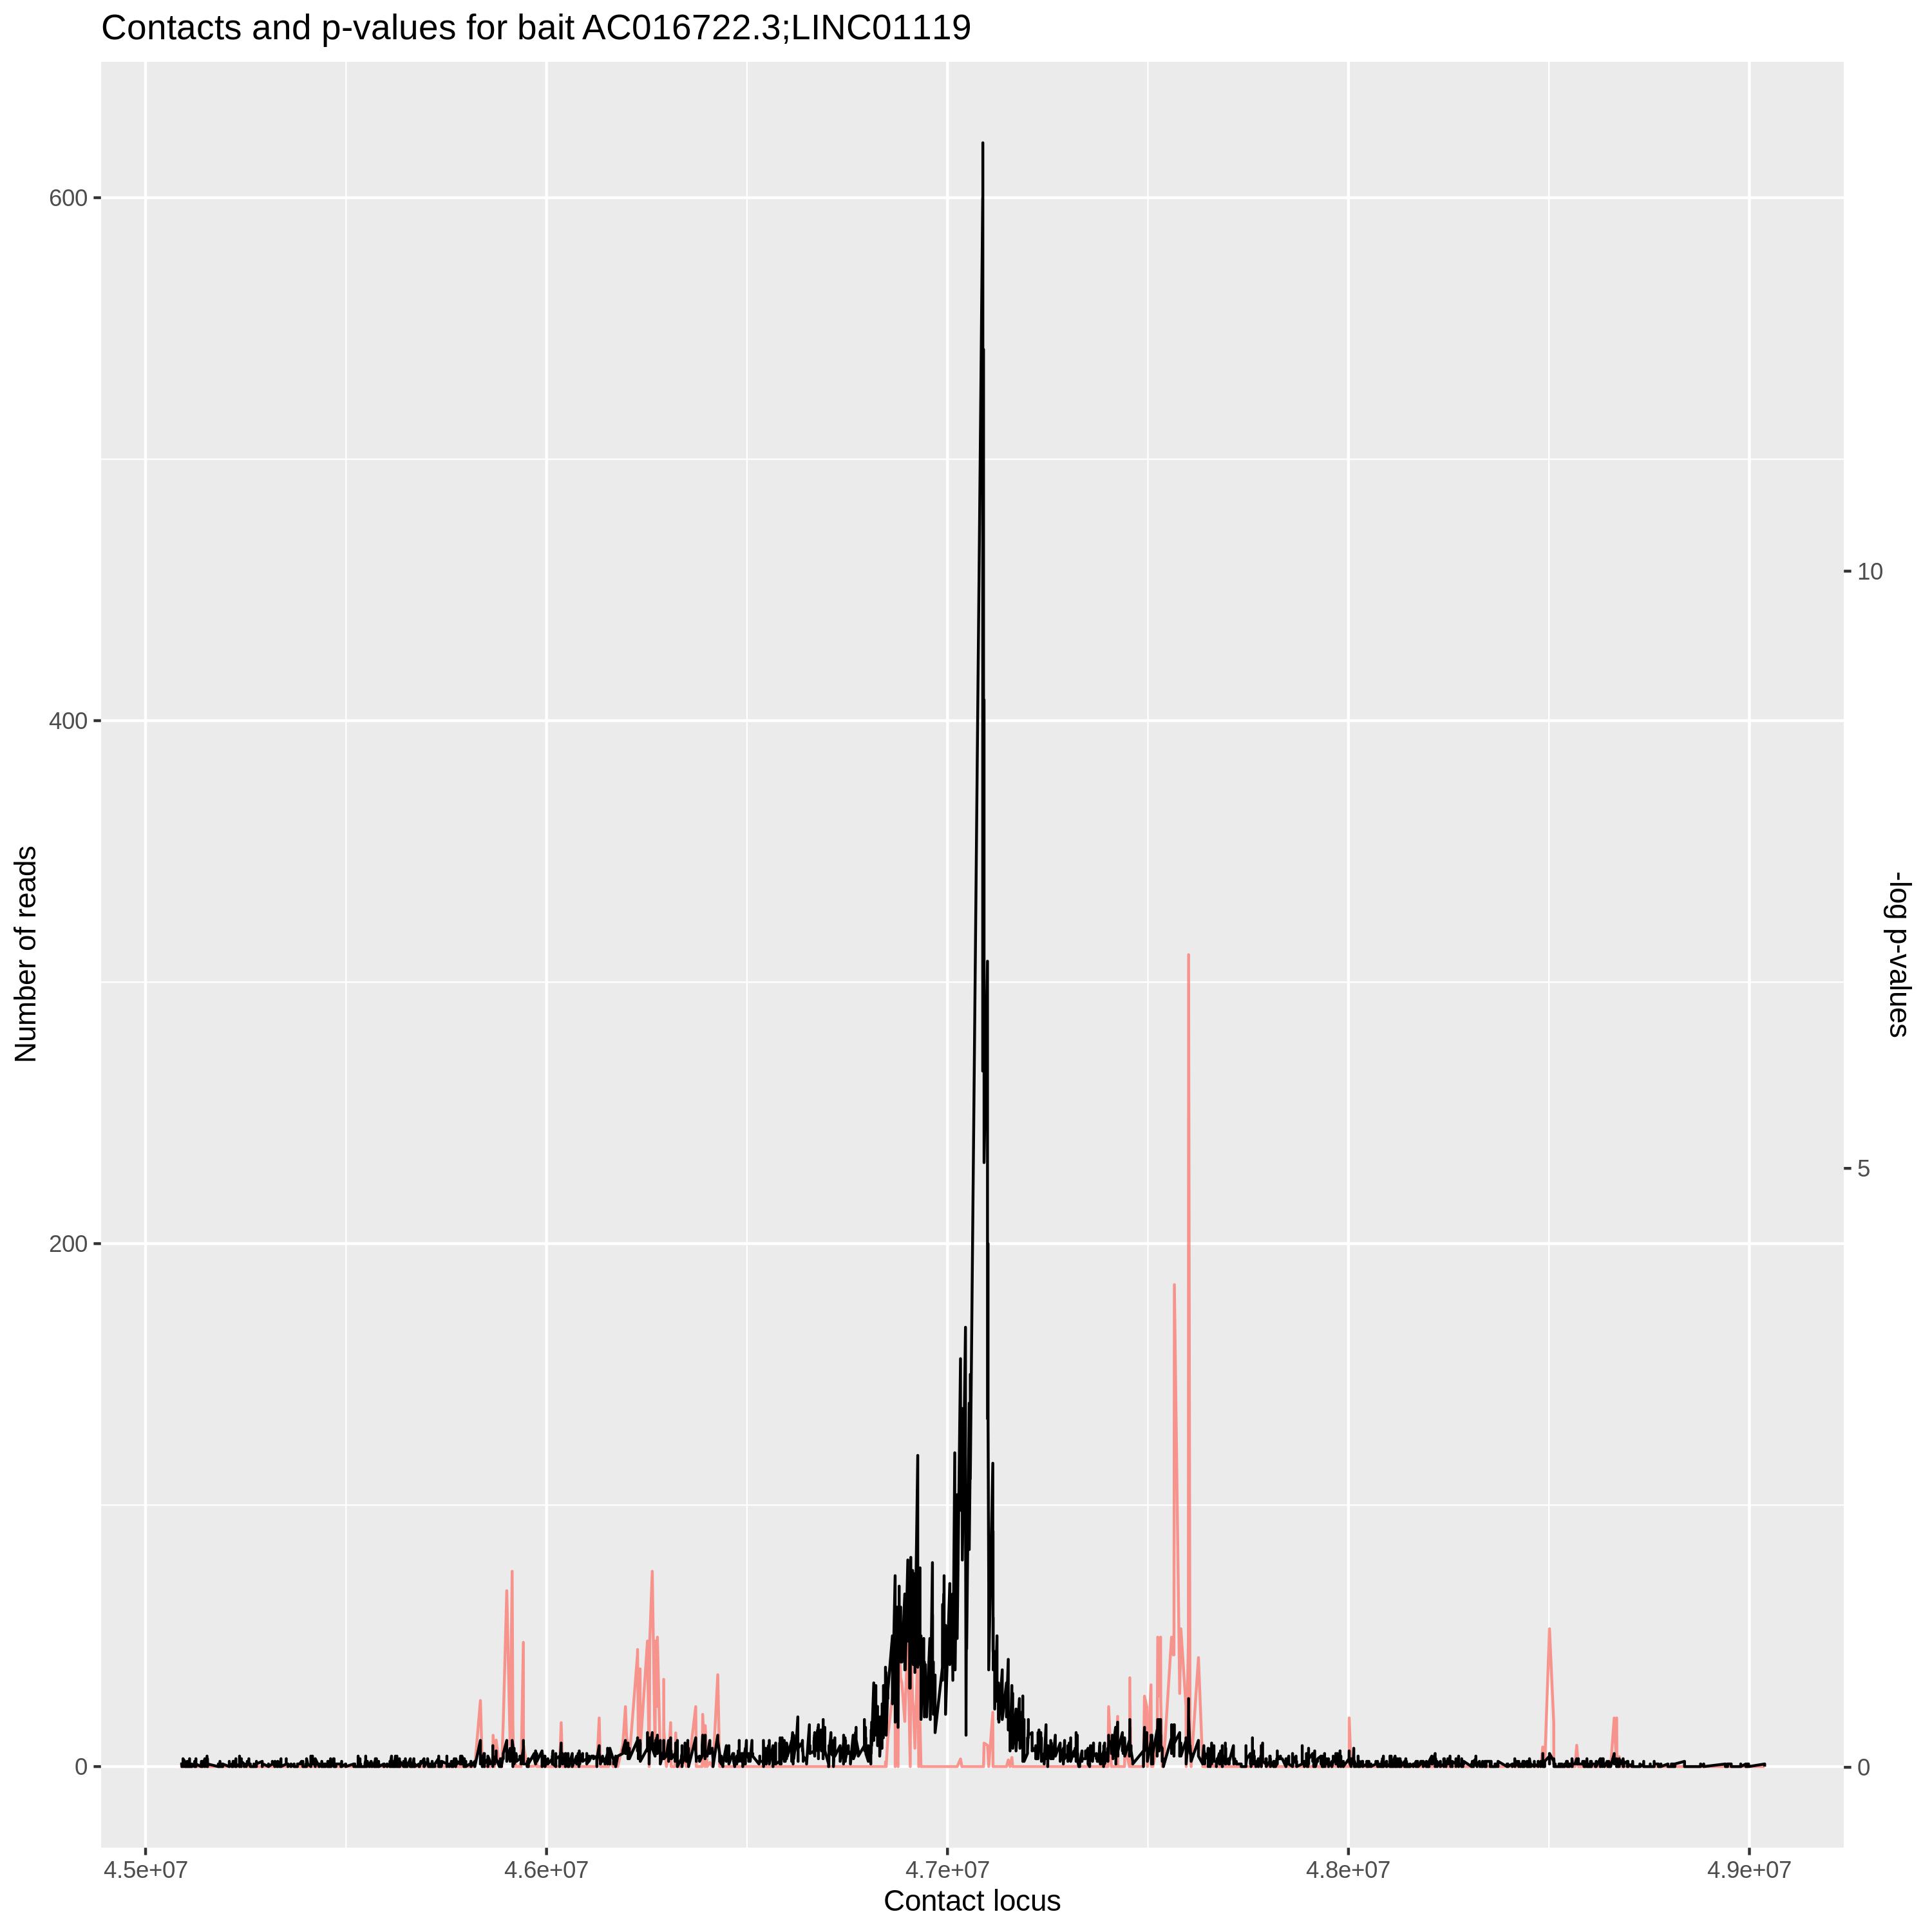 Contacts and p-values for bait AC016722.3;LINC01119
600
400
200
0
Number of reads
10
5
0
-log p-values
4.5e+07
4.6e+07
4.7e+07
4.8e+07
4.9e+07
Contact locus